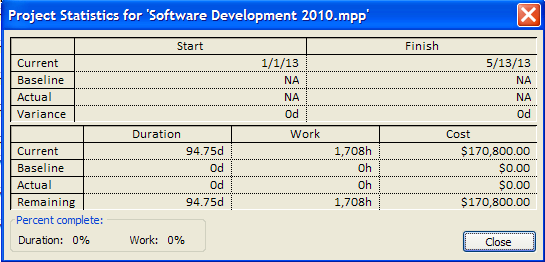 Project Statistics for 'Software Development 2010.mpp'
Start Finish
Current 1/1/13 5/13/13
Baseline NA NA
Actual NA NA
Variance 0d 0d
Duration Work Cost
Current 94.75d 1,708h $170,800.00
Baseline 0d 0h $0.00
Actual 0d 0h $0.00
Remaining 94.75d 1,708h $170,800.00
Percent complete:
Duration: 0% Work: 0%
Close